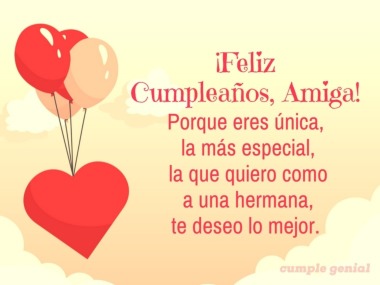 ¡Feliz
Cumpleaños, Amiga!
Porque eres única,
la más especial,
la que quiero como
a una hermana,
te deseo lo mejor.
cumple genial